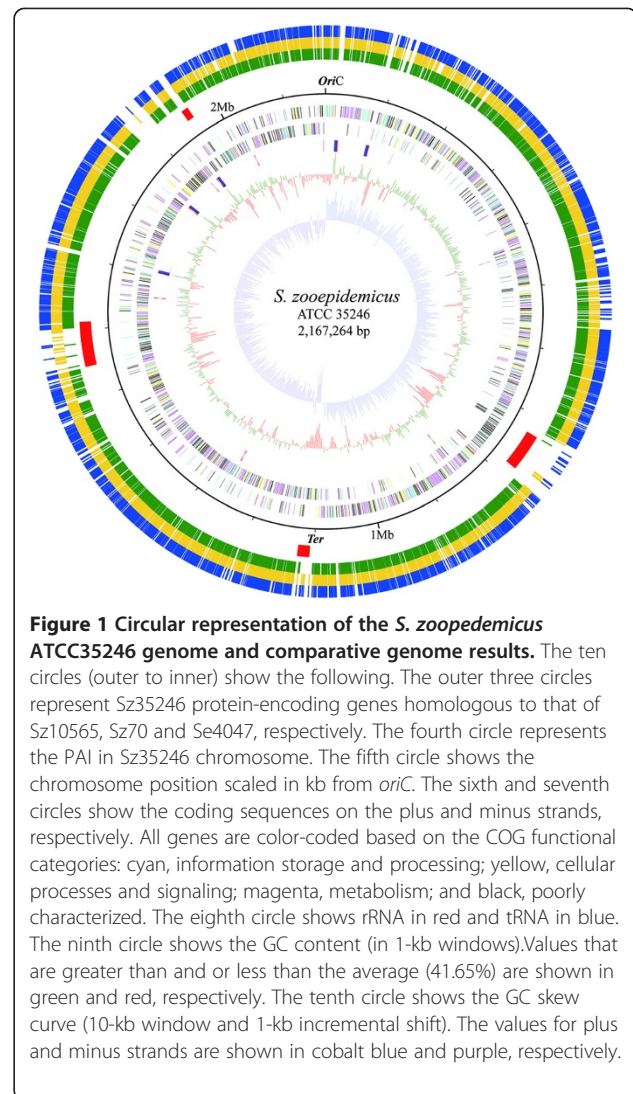 OriC
2Mb
S. zooepidemicus
ATCC 35246
2,167,264 bp
Ter
1Mb
Figure 1 Circular representation of the S. zoopedemicus
ATCC35246 genome and comparative genome results. The ten
circles (outer to inner) show the following. The outer three circles
represent Sz35246 protein-encoding genes homologous to that of
Sz10565, Sz70 and Se4047, respectively. The fourth circle represents
the PAI in Sz35246 chromosome. The fifth circle shows the
chromosome position scaled in kb from oriC. The sixth and seventh
circles show the coding sequences on the plus and minus strands,
respectively. All genes are color-coded based on the COG functional
categories: cyan, information storage and processing; yellow, cellular
processes and signaling; magenta, metabolism; and black, poorly
characterized. The eighth circle shows rRNA in red and tRNA in blue.
The ninth circle shows the GC content (in 1-kb windows).Values that
are greater than and or less than the average (41.65%) are shown in
green and red, respectively. The tenth circle shows the GC skew
curve (10-kb window and 1-kb incremental shift). The values for plus
and minus strands are shown in cobalt blue and purple, respectively.